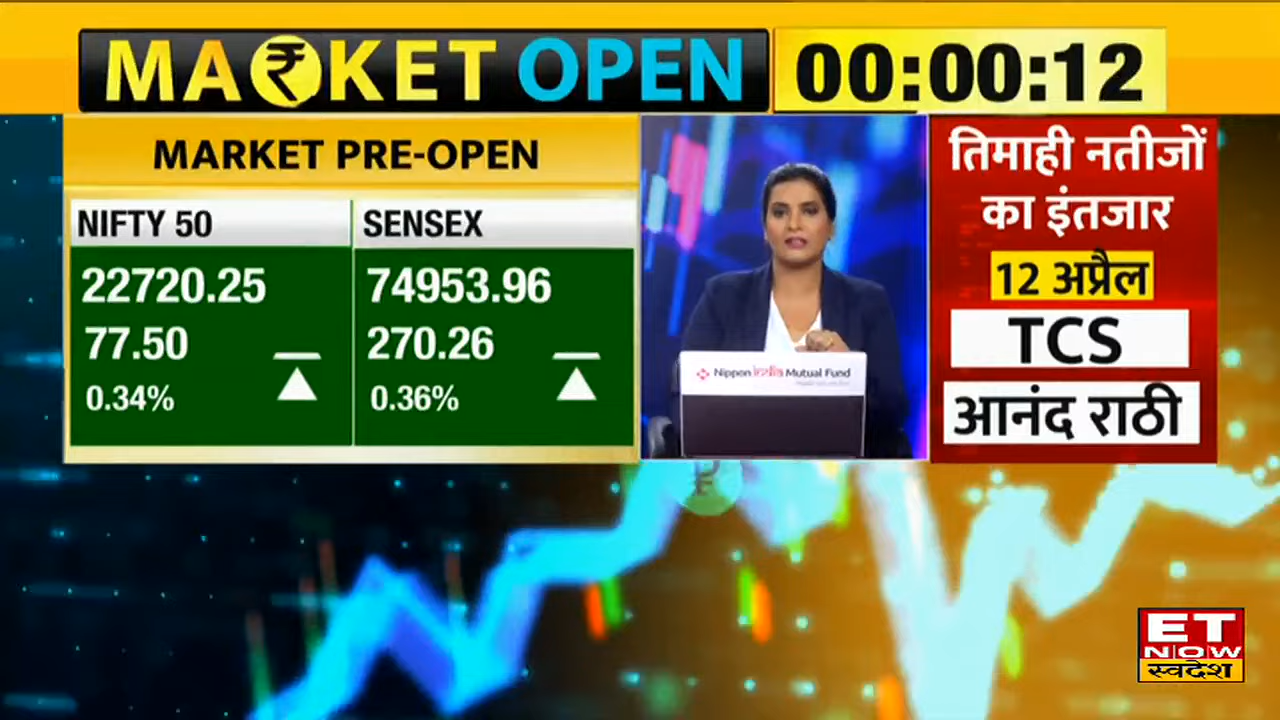 MA₹KET OPEN
00:00:12
MARKET PRE-OPEN
NIFTY 50
22720.25
77.50
0.34%
SENSEX
74953.96
270.26
0.36%
Nippon india Mutual Fund
तिमाही नतीजों
का इंतजार
12 अप्रैल
TCS
आनंद राठी
ET
NOW
स्वदेश